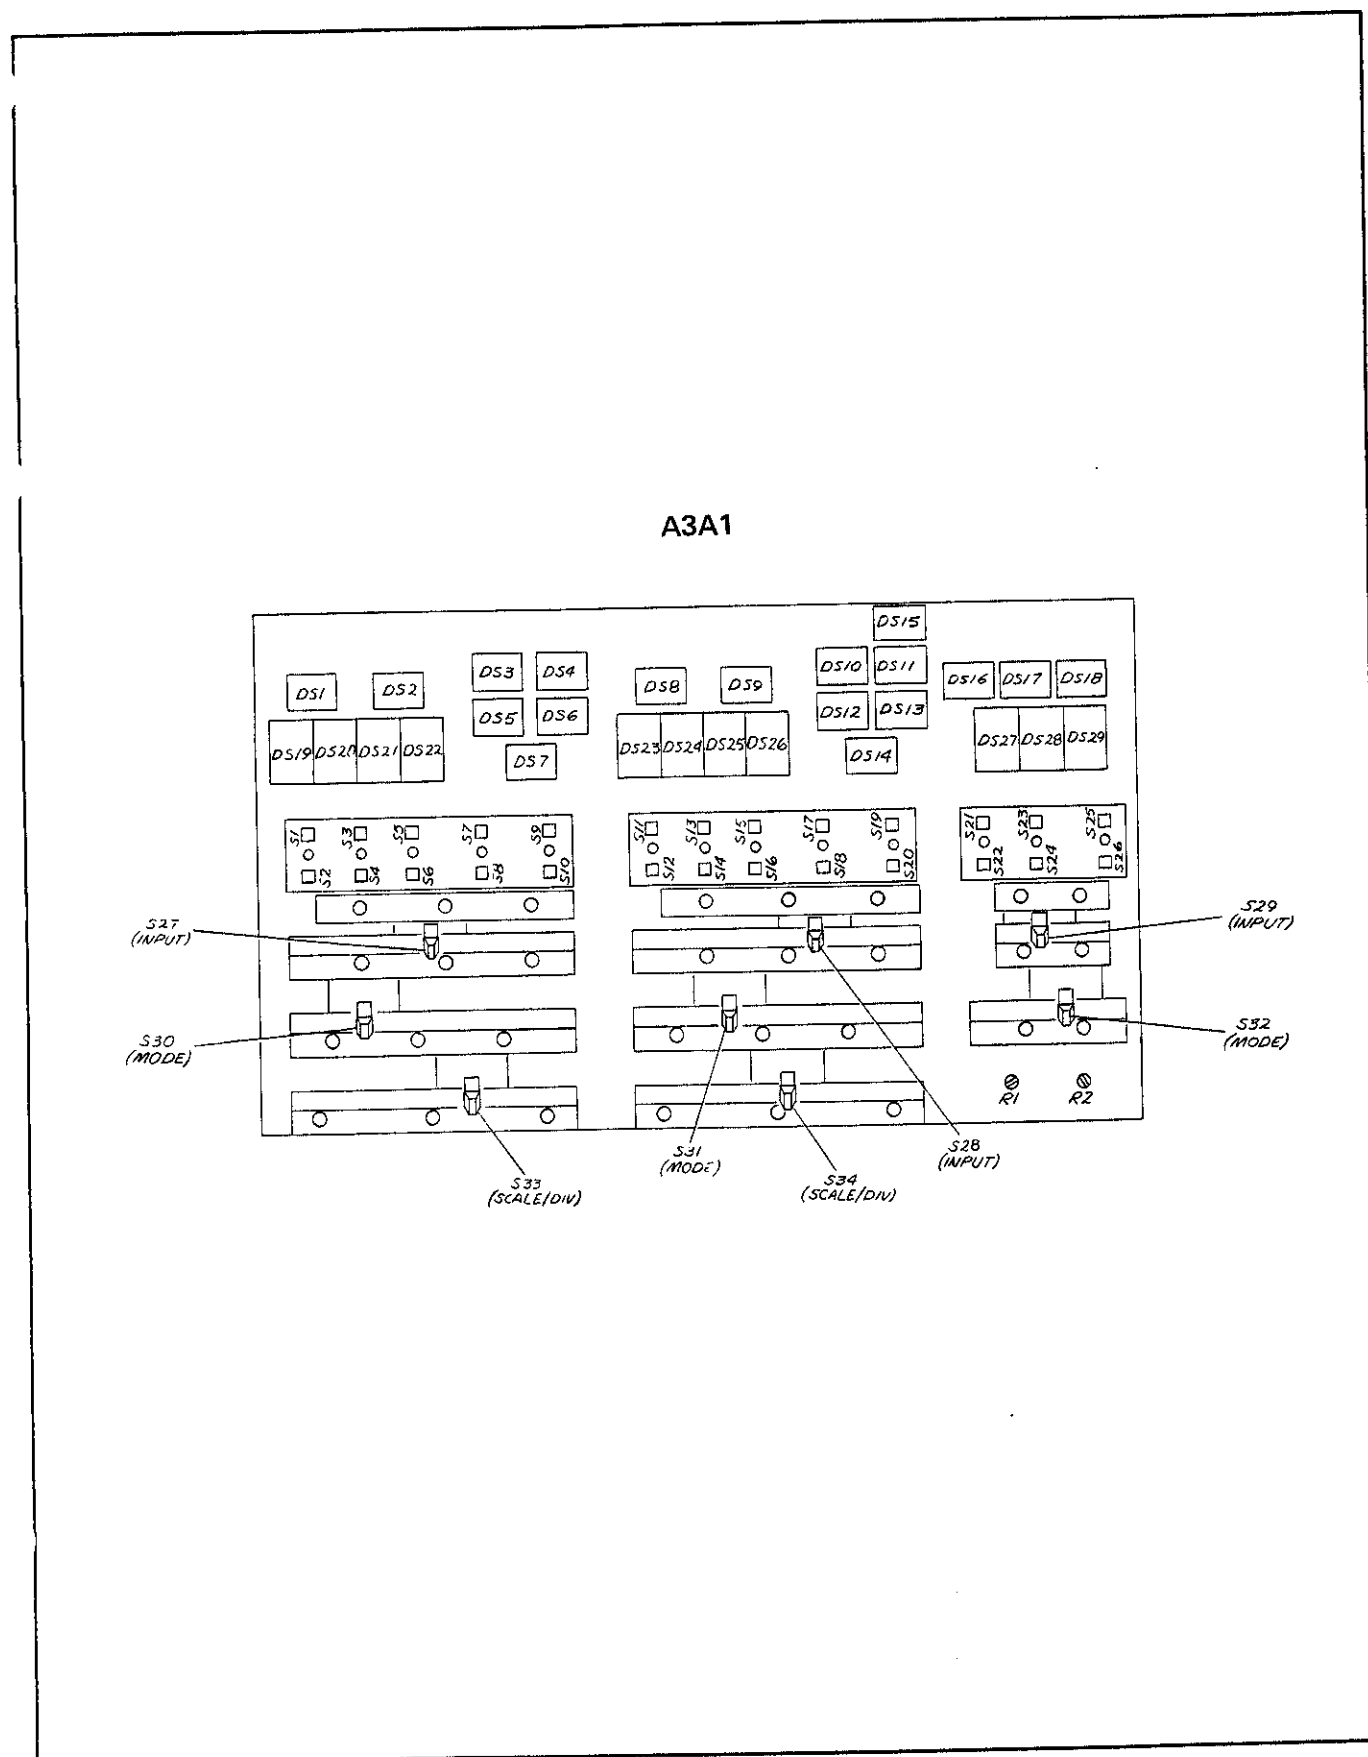 A3A1
DS15
DS3 DS4 DS10 DS11
DS1 DS2 DS8 DS9 DS16 DS17 DS18
DS5 DS6 DS12 DS13
DS19 DS20 DS21 DS22 DS23 DS24 DS25 DS26 DS27 DS28 DS29
DS7 DS14
S1 S3 S5 S7 S9 S11 S13 S15 S17 S19 S21 S23 S25
S2 S4 S6 S8 S10 S12 S14 S16 S18 S20 S22 S24 S26
S27
(INPUT)
S29
(INPUT)
S30
(MODE)
S32
(MODE)
R1 R2
S31
(MODE)
S28
(INPUT)
S33
(SCALE/DIV)
S34
(SCALE/DIV)